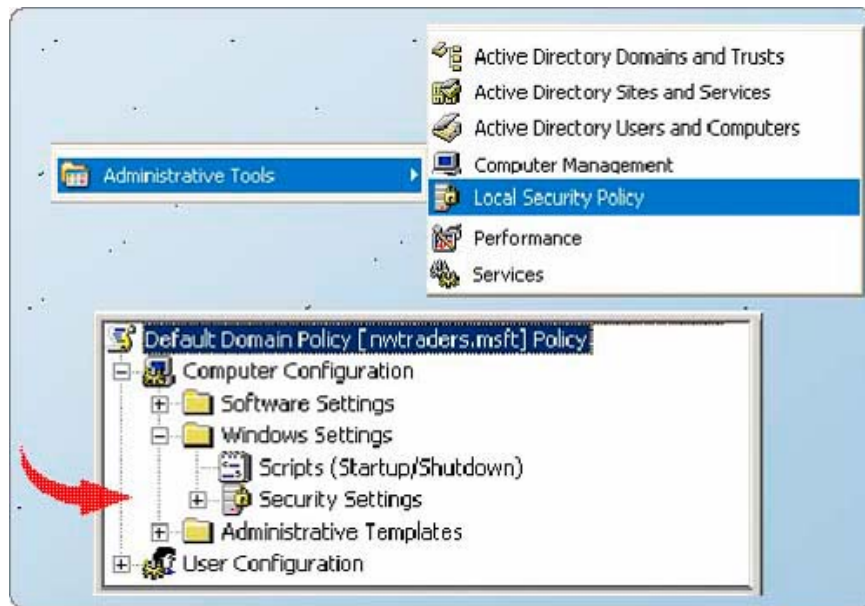 Administrative Tools
Active Directory Domains and Trusts
Active Directory Sites and Services
Active Directory Users and Computers
Computer Management
Local Security Policy
Performance
Services
Default Domain Policy [nwtraders.msft] Policy
Computer Configuration
Software Settings
Windows Settings
Scripts (Startup/Shutdown)
Security Settings
Administrative Templates
User Configuration